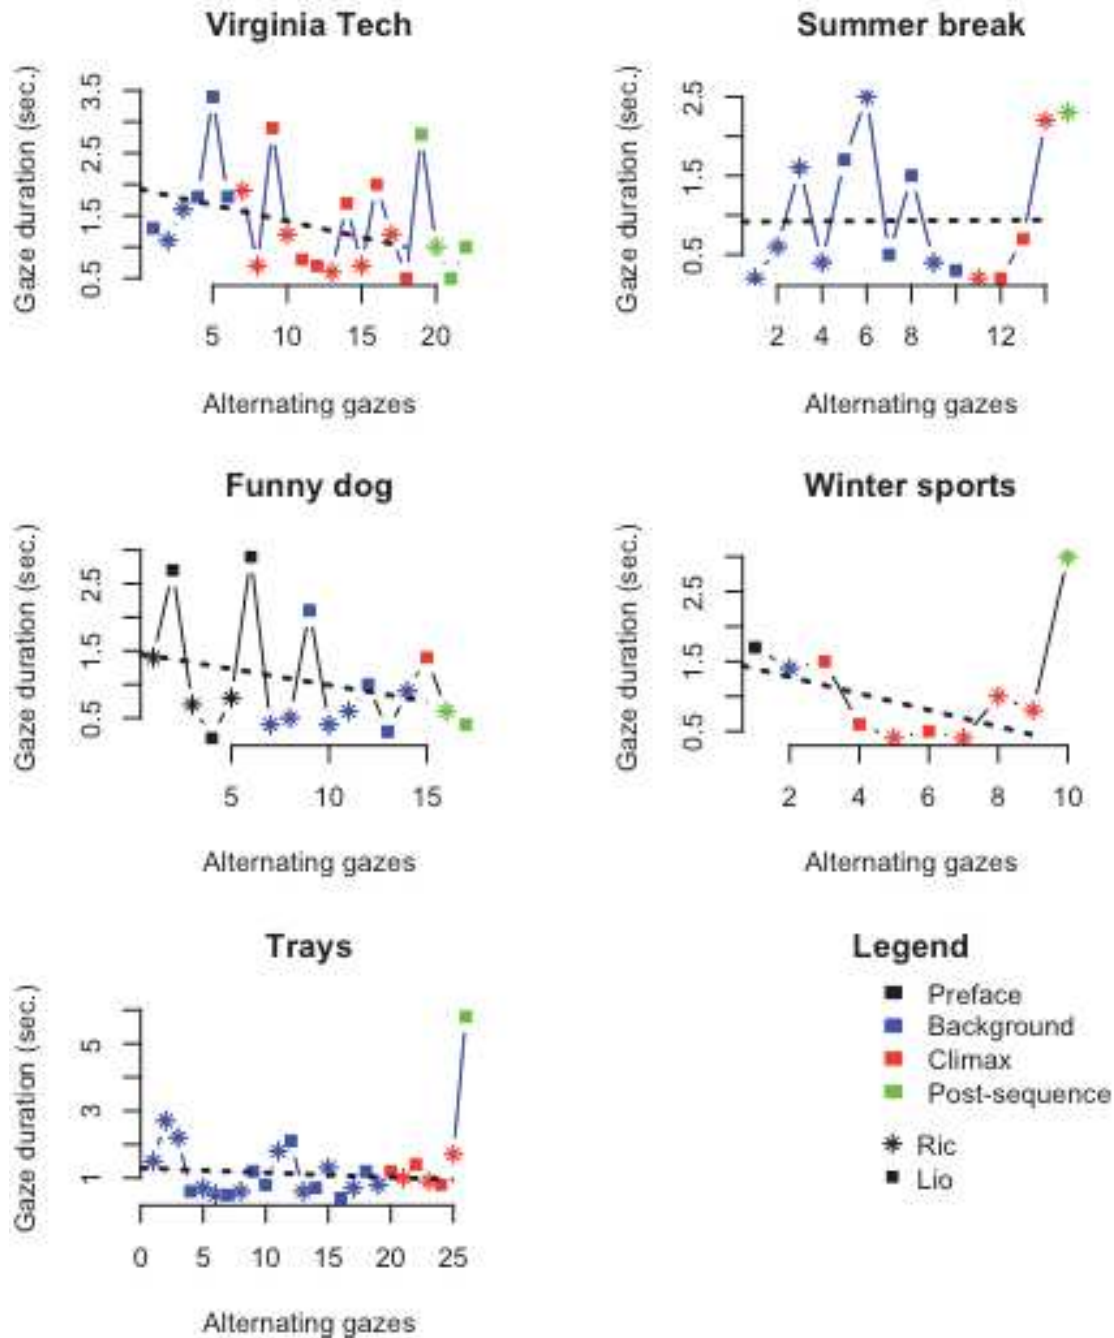 Virginia Tech
Gaze duration (sec.)
0.5 1.5 2.5 3.5
5 10 15 20
Alternating gazes
Summer break
Gaze duration (sec.)
0.5 1.5 2.5
2 4 6 8 12
Alternating gazes
Funny dog
Gaze duration (sec.)
0.5 1.5 2.5
5 10 15
Alternating gazes
Winter sports
Gaze duration (sec.)
0.5 1.5 2.5
2 4 6 8 10
Alternating gazes
Trays
Gaze duration (sec.)
1 3 5
0 5 10 15 20 25
Alternating gazes
Legend
Preface
Background
Climax
Post-sequence
Ric
Lio